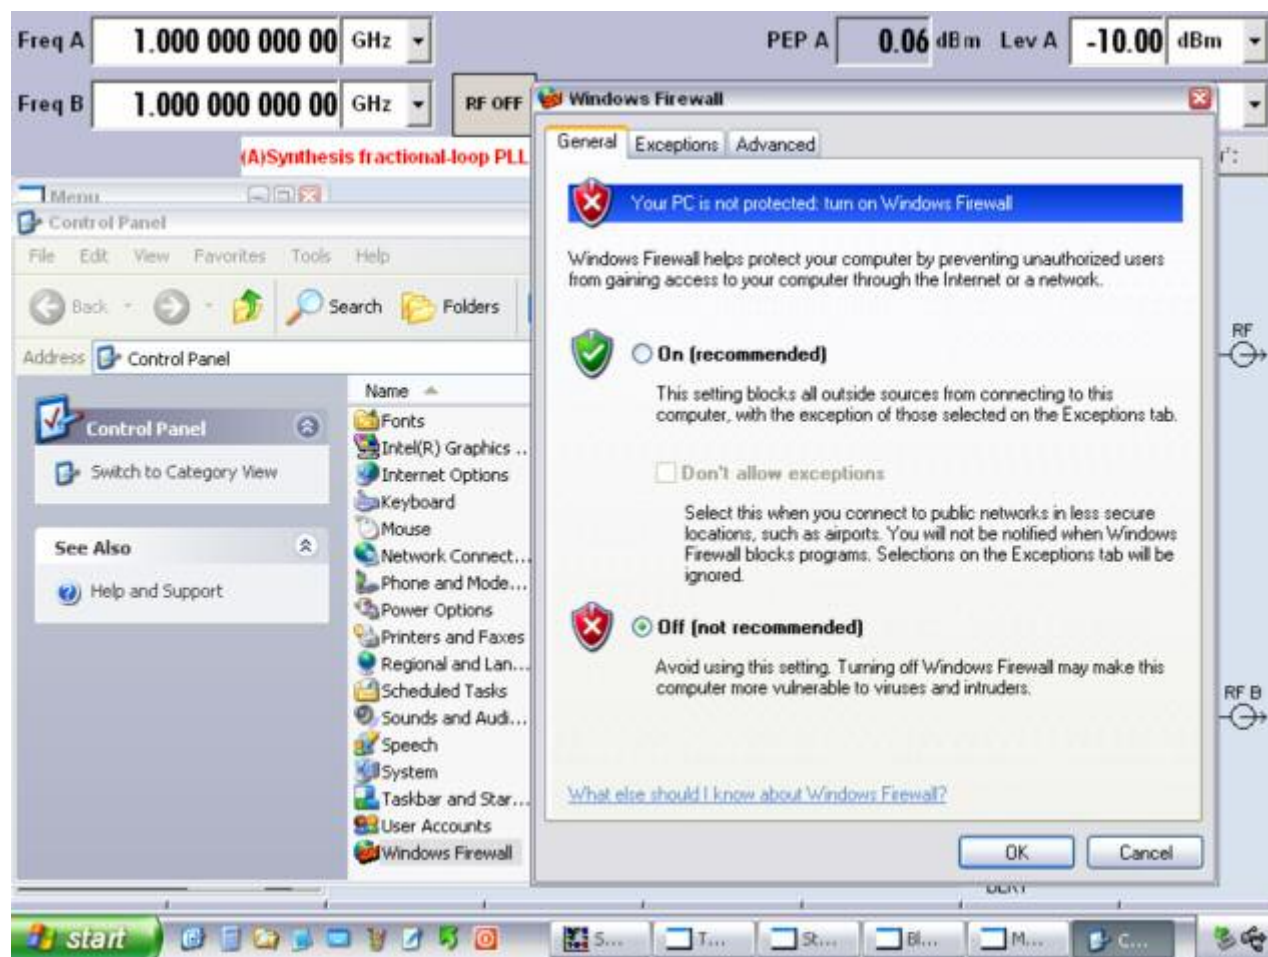 Freq A 1.000 000 000 00 GHz PEP A 0.06 dBm Lev A -10.00 dBm
Freq B 1.000 000 000 00 GHz RF OFF
(A)Synthesis fractional-loop PLL
Menu
Control Panel
File Edit View Favorites Tools Help
Back Search Folders
Address Control Panel
Control Panel
Switch to Category View
See Also
Help and Support
Name
Fonts
Intel(R) Graphics ..
Internet Options
Keyboard
Mouse
Network Connect...
Phone and Mode...
Power Options
Printers and Faxes
Regional and Lan...
Scheduled Tasks
Sounds and Audi...
Speech
System
Taskbar and Star...
User Accounts
Windows Firewall
Windows Firewall
General Exceptions Advanced
Your PC is not protected: turn on Windows Firewall
Windows Firewall helps protect your computer by preventing unauthorized users
from gaining access to your computer through the Internet or a network.
On (recommended)
This setting blocks all outside sources from connecting to this
computer, with the exception of those selected on the Exceptions tab.
Don't allow exceptions
Select this when you connect to public networks in less secure
locations, such as airports. You will not be notified when Windows
Firewall blocks programs. Selections on the Exceptions tab will be
ignored.
Off (not recommended)
Avoid using this setting. Turning off Windows Firewall may make this
computer more vulnerable to viruses and intruders.
What else should I know about Windows Firewall?
OK Cancel
RF
RF B
start S... T... St... Bl... M... C...